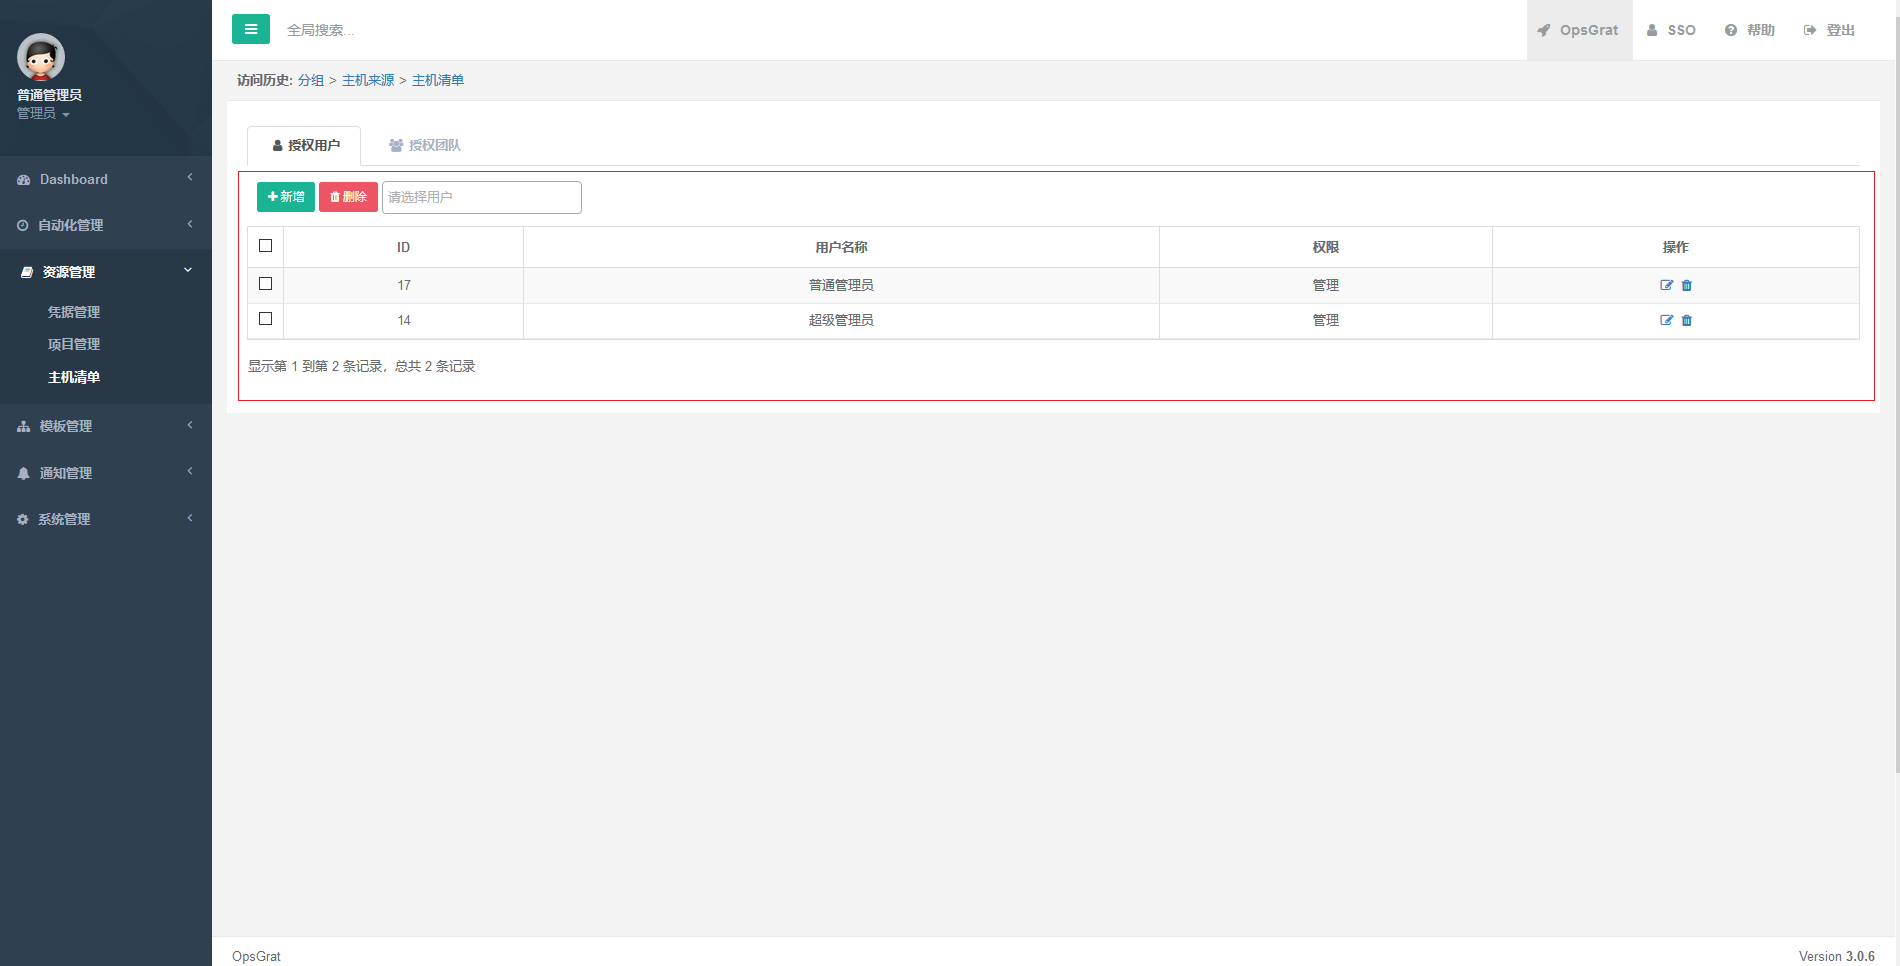 全局搜索...
OpsGrat
SSO
帮助
登出
普通管理员
管理员
Dashboard
自动化管理
资源管理
凭据管理
项目管理
主机清单
模板管理
通知管理
系统管理
访问历史: 分组 > 主机来源 > 主机清单
授权用户
授权团队
新增
删除
请选择用户
ID 用户名称 权限 操作
17 普通管理员 管理
14 超级管理员 管理
显示第 1 到第 2 条记录，总共 2 条记录
OpsGrat
Version 3.0.6